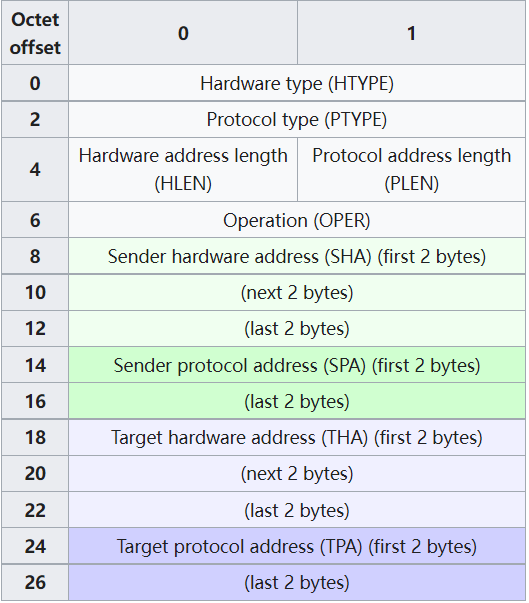 Octet offset 0 1
0 Hardware type (HTYPE)
2 Protocol type (PTYPE)
4 Hardware address length (HLEN) Protocol address length (PLEN)
6 Operation (OPER)
8 Sender hardware address (SHA) (first 2 bytes)
10 (next 2 bytes)
12 (last 2 bytes)
14 Sender protocol address (SPA) (first 2 bytes)
16 (last 2 bytes)
18 Target hardware address (THA) (first 2 bytes)
20 (next 2 bytes)
22 (last 2 bytes)
24 Target protocol address (TPA) (first 2 bytes)
26 (last 2 bytes)